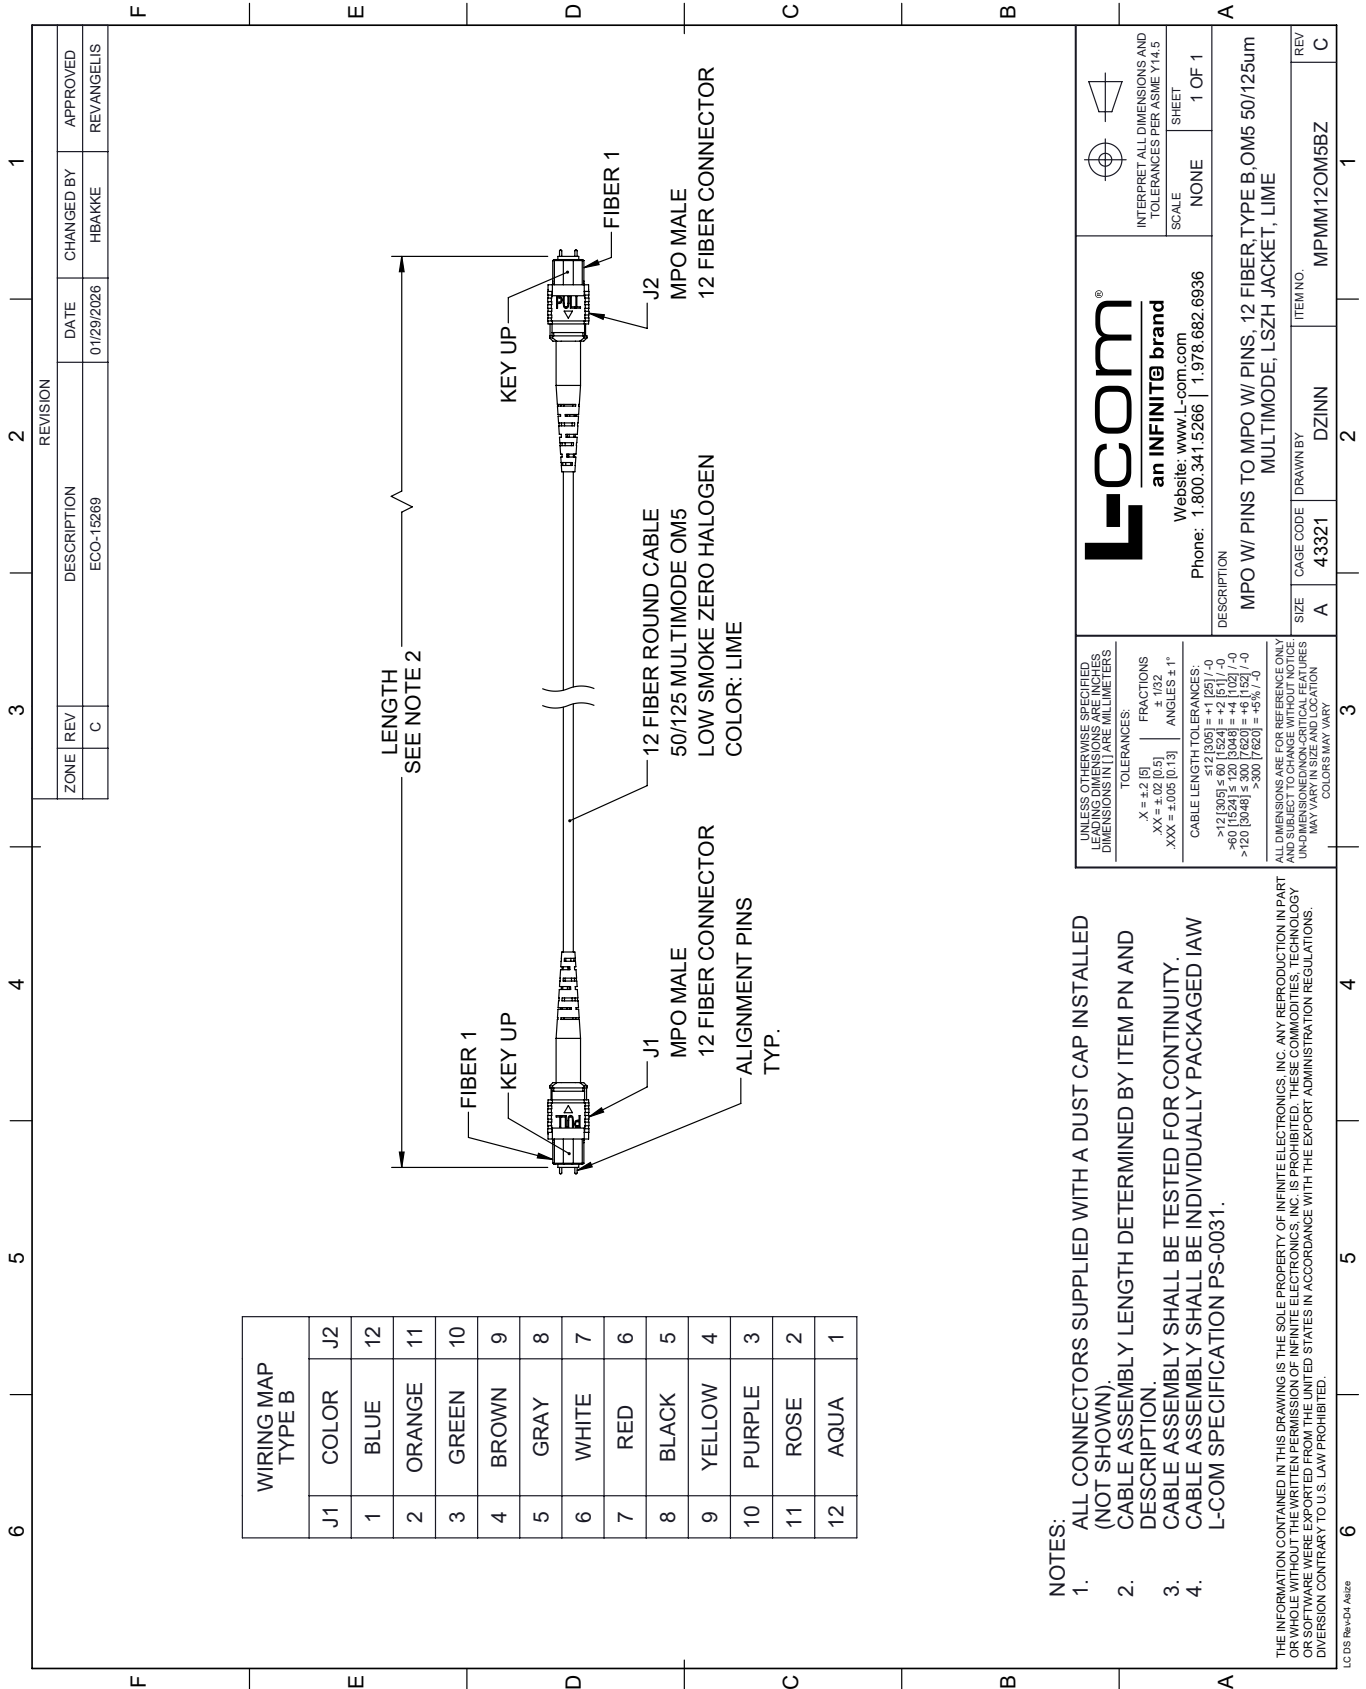 6 5 4 3 2 1
REVISION
ZONE REV DESCRIPTION DATE CHANGED BY APPROVED
C ECO-15269 01/29/2026 HBAKKE REVANGELIS
F
E
D
C
B
A
F
E
D
C
B
A
WIRING MAP
TYPE B
J1 COLOR J2
1 BLUE 12
2 ORANGE 11
3 GREEN 10
4 BROWN 9
5 GRAY 8
6 WHITE 7
7 RED 6
8 BLACK 5
9 YELLOW 4
10 PURPLE 3
11 ROSE 2
12 AQUA 1
LENGTH
SEE NOTE 2
FIBER 1
KEY UP
PULL
J1
MPO MALE
12 FIBER CONNECTOR
ALIGNMENT PINS
TYP.
12 FIBER ROUND CABLE
50/125 MULTIMODE OM5
LOW SMOKE ZERO HALOGEN
COLOR: LIME
KEY UP
PULL
FIBER 1
J2
MPO MALE
12 FIBER CONNECTOR
NOTES:
1. ALL CONNECTORS SUPPLIED WITH A DUST CAP INSTALLED
(NOT SHOWN).
2. CABLE ASSEMBLY LENGTH DETERMINED BY ITEM PN AND
DESCRIPTION.
3. CABLE ASSEMBLY SHALL BE TESTED FOR CONTINUITY.
4. CABLE ASSEMBLY SHALL BE INDIVIDUALLY PACKAGED IAW
L-COM SPECIFICATION PS-0031.
THE INFORMATION CONTAINED IN THIS DRAWING IS THE SOLE PROPERTY OF INFINITE ELECTRONICS, INC. ANY REPRODUCTION IN PART
OR WHOLE WITHOUT THE WRITTEN PERMISSION OF INFINITE ELECTRONICS, INC. IS PROHIBITED. THESE COMMODITIES, TECHNOLOGY
OR SOFTWARE WERE EXPORTED FROM THE UNITED STATES IN ACCORDANCE WITH THE EXPORT ADMINISTRATION REGULATIONS.
DIVERSION CONTRARY TO U.S. LAW PROHIBITED.
UNLESS OTHERWISE SPECIFIED
LEADING DIMENSIONS ARE INCHES
DIMENSIONS IN [ ] ARE MILLIMETERS
TOLERANCES:
.X = ±.2 [5] FRACTIONS
.XX = ±.02 [0.5] ± 1/32
.XXX = ±.005 [0.13] ANGLES ± 1°
CABLE LENGTH TOLERANCES:
≤12 [305] = +1 [25] / -0
>12 [305] ≤ 60 [1524] = +2 [51] / -0
>60 [1524] ≤ 120 [3048] = +4 [102] / -0
>120 [3048] ≤ 300 [7620] = +6 [152] / -0
>300 [7620] = +5% / -0
ALL DIMENSIONS ARE FOR REFERENCE ONLY
AND SUBJECT TO CHANGE WITHOUT NOTICE.
UN-DIMENSIONED/NON-CRITICAL FEATURES
MAY VARY IN SIZE AND LOCATION
COLORS MAY VARY
L-com®
an INFINIT@ brand
Website: www.L-com.com
Phone: 1.800.341.5266 | 1.978.682.6936
INTERPRET ALL DIMENSIONS AND
TOLERANCES PER ASME Y14.5
SCALE NONE
SHEET 1 OF 1
DESCRIPTION
MPO W/ PINS TO MPO W/ PINS, 12 FIBER,TYPE B,OM5 50/125um
MULTIMODE, LSZH JACKET, LIME
SIZE CAGE CODE DRAWN BY ITEM NO. REV
A 43321 DZINN MPMM12OM5BZ C
6 5 4 3 2 1
LC DS Rev-D4 Asize